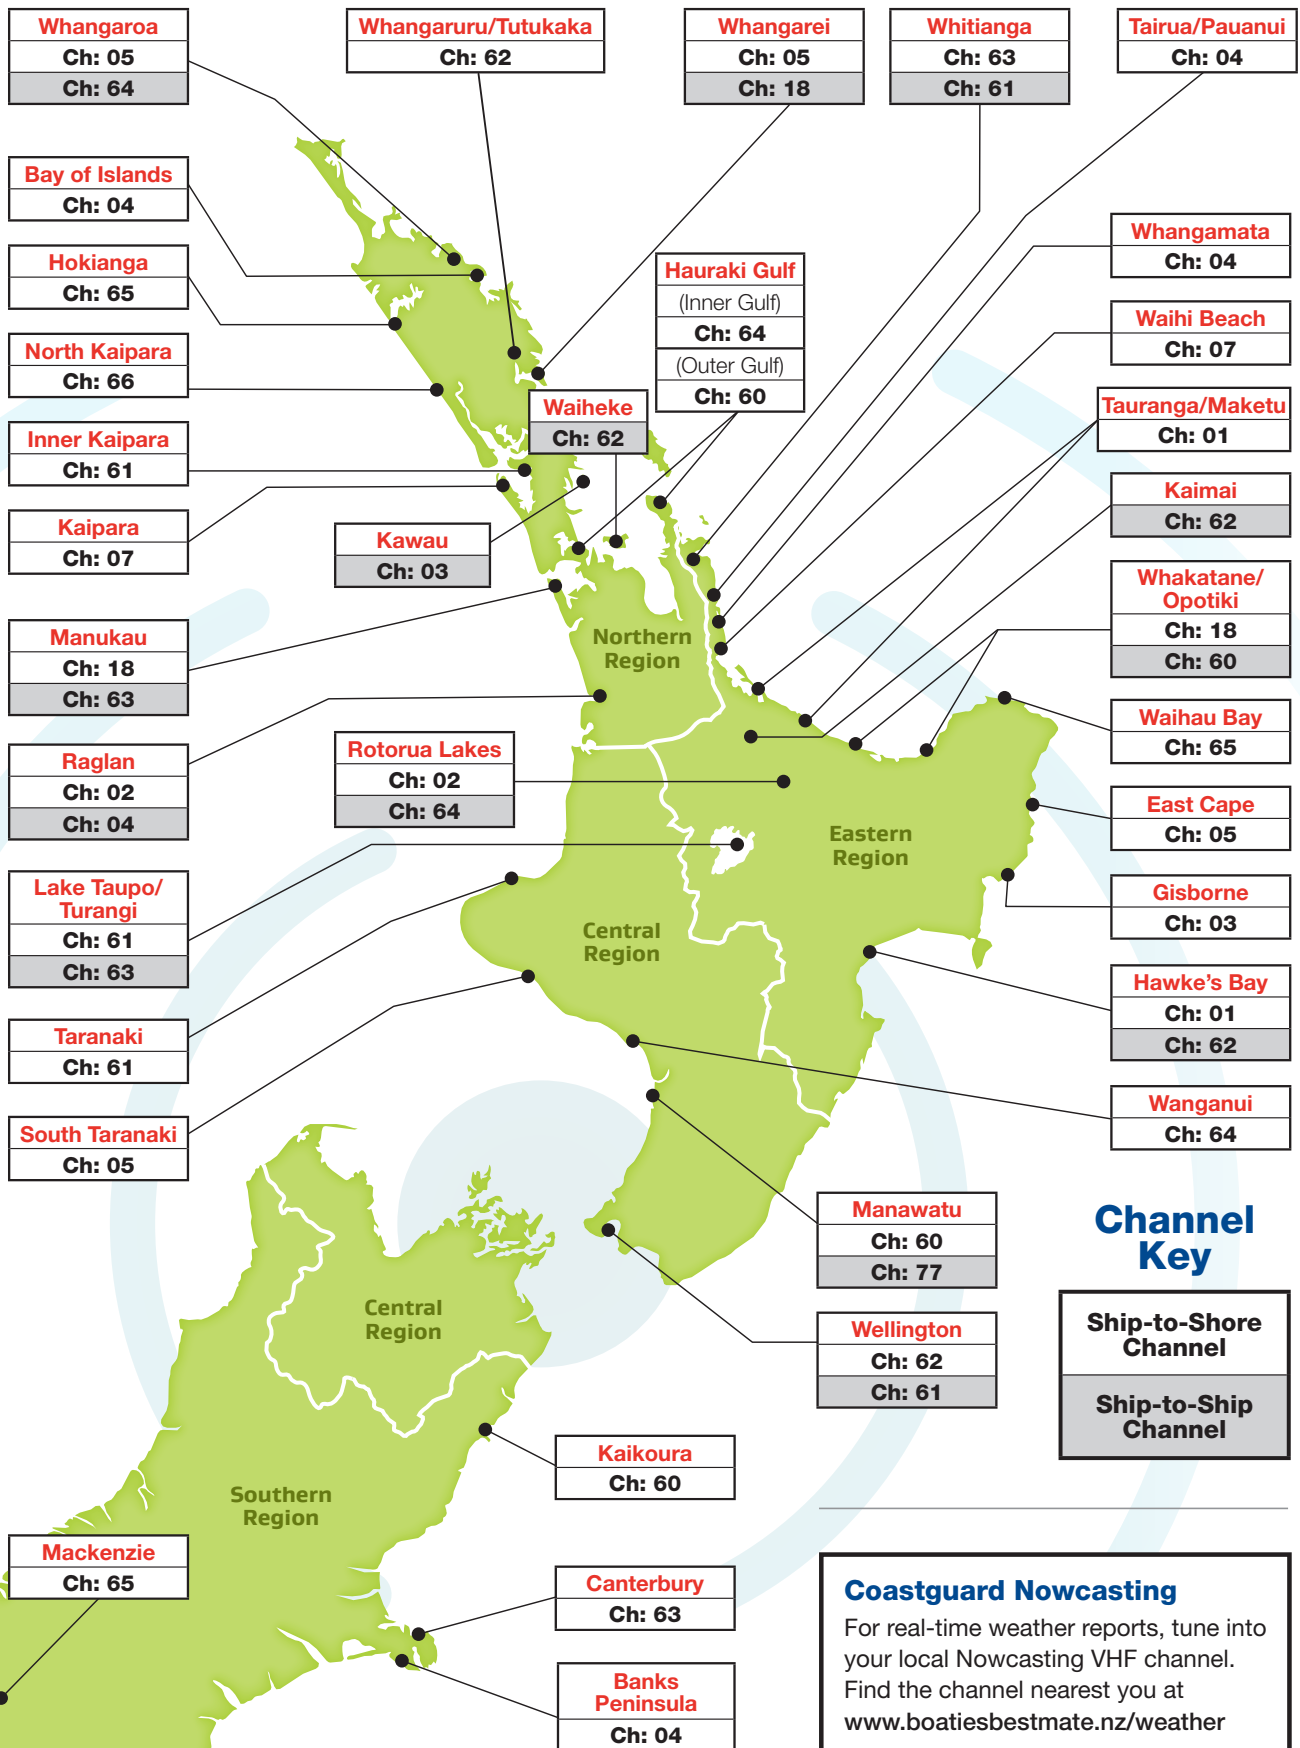 Whangaroa
Ch: 05
Ch: 64
Whangaruru/Tutukaka
Ch: 62
Whangarei
Ch: 05
Ch: 18
Whitianga
Ch: 63
Ch: 61
Tairua/Pauanui
Ch: 04
Bay of Islands
Ch: 04
Hokianga
Ch: 65
North Kaipara
Ch: 66
Inner Kaipara
Ch: 61
Kaipara
Ch: 07
Manukau
Ch: 18
Ch: 63
Raglan
Ch: 02
Ch: 04
Lake Taupo/
Turangi
Ch: 61
Ch: 63
Taranaki
Ch: 61
South Taranaki
Ch: 05
Hauraki Gulf
(Inner Gulf)
Ch: 64
(Outer Gulf)
Ch: 60
Waiheke
Ch: 62
Kawau
Ch: 03
Rotorua Lakes
Ch: 02
Ch: 64
Northern
Region
Eastern
Region
Central
Region
Whangamata
Ch: 04
Waihi Beach
Ch: 07
Tauranga/Maketu
Ch: 01
Kaimai
Ch: 62
Whakatane/
Opotiki
Ch: 18
Ch: 60
Waihau Bay
Ch: 65
East Cape
Ch: 05
Gisborne
Ch: 03
Hawke's Bay
Ch: 01
Ch: 62
Wanganui
Ch: 64
Manawatu
Ch: 60
Ch: 77
Wellington
Ch: 62
Ch: 61
Central
Region
Southern
Region
Kaikoura
Ch: 60
Mackenzie
Ch: 65
Canterbury
Ch: 63
Banks
Peninsula
Ch: 04
Channel
Key
Ship-to-Shore
Channel
Ship-to-Ship
Channel
Coastguard Nowcasting
For real-time weather reports, tune into
your local Nowcasting VHF channel.
Find the channel nearest you at
www.boatiesbestmate.nz/weather